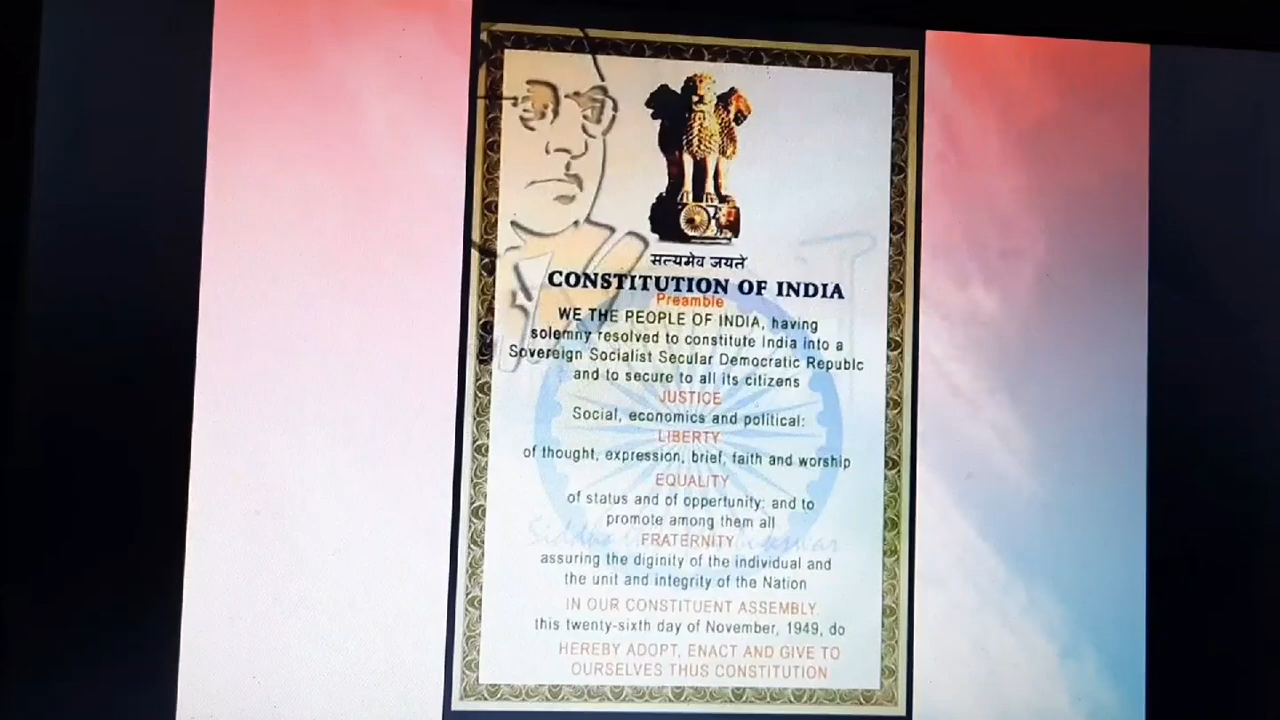 सत्यमेव जयते
CONSTITUTION OF INDIA
Preamble
WE THE PEOPLE OF INDIA, having
solemny resolved to constitute India into a
Sovereign Socialist Secular Democratic Republc
and to secure to all its citizens
JUSTICE
Social, economics and political:
LIBERTY
of thought, expression, brief, faith and worship
EQUALITY
of status and of opportunity: and to
promote among them all
FRATERNITY
assuring the diginity of the individual and
the unit and integrity of the Nation
IN OUR CONSTITUENT ASSEMBLY.
this twenty-sixth day of November, 1949, do
HEREBY ADOPT, ENACT AND GIVE TO
OURSELVES THUS CONSTITUTION